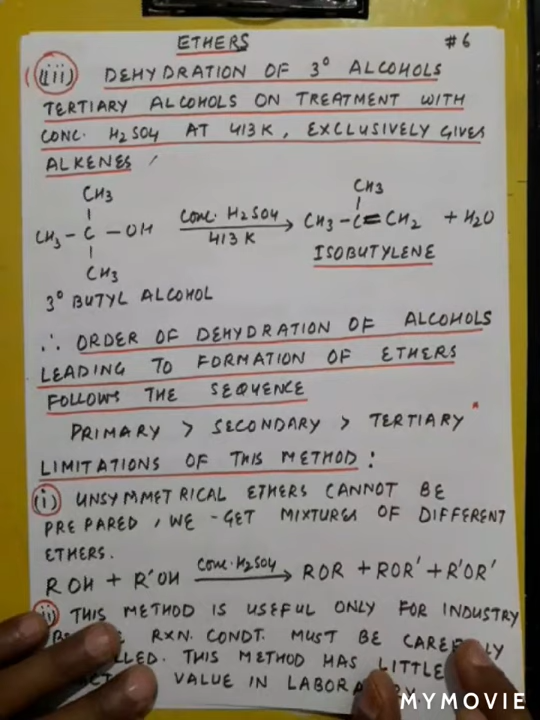 ETHERS #6
(iii) DEHYDRATION OF 3° ALCOHOLS
TERTIARY ALCOHOLS ON TREATMENT WITH
CONC. H2SO4 AT 413K, EXCLUSIVELY GIVES
ALKENES
CH3 CH3
CH3 - C - OH Conc. H2SO4 413 K → CH3 - C = CH2 + H2O
CH3 ISOBUTYLENE
3° BUTYL ALCOHOL
∴ ORDER OF DEHYDRATION OF ALCOHOLS
LEADING TO FORMATION OF ETHERS
FOLLOWS THE SEQUENCE
PRIMARY > SECONDARY > TERTIARY
LIMITATIONS OF THIS METHOD :
(i) UNSYMMETRICAL ETHERS CANNOT BE
PREPARED, WE GET MIXTURES OF DIFFERENT
ETHERS.
ROH + R'OH Conc. H2SO4 → ROR + ROR' + R'OR'
(ii) THIS METHOD IS USEFUL ONLY FOR INDUSTRY
RXN. CONDT. MUST BE
THIS METHOD HAS LITTLE
VALUE IN
MYMOVIE